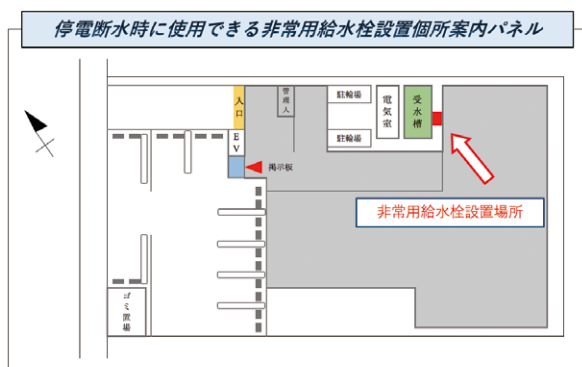 停電断水時に使用できる非常用給水栓設置個所案内パネル
入口
管理人
駐輪場
電気室
受水槽
駐輪場
EV
掲示板
非常用給水栓設置場所
ゴミ置場